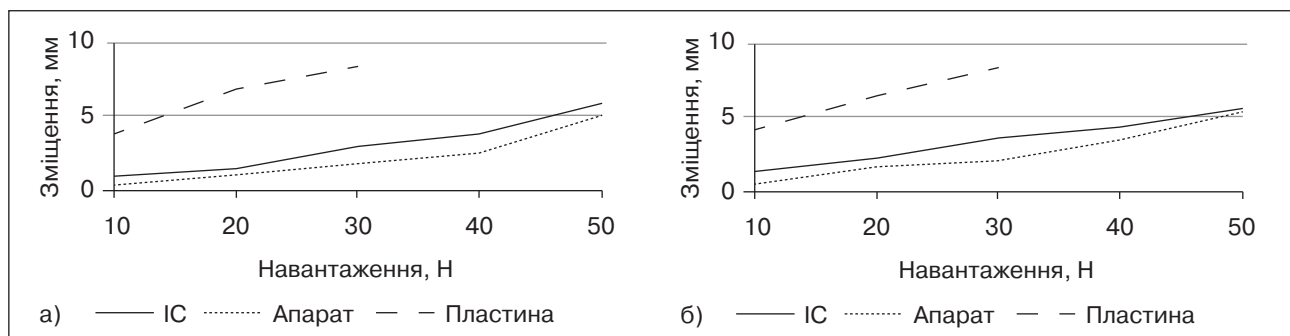 Зміщення, мм
10
5
0
10 20 30 40 50
Навантаження, Н
а) ІС Апарат Пластина
Зміщення, мм
10
5
0
10 20 30 40 50
Навантаження, Н
б) ІС Апарат Пластина